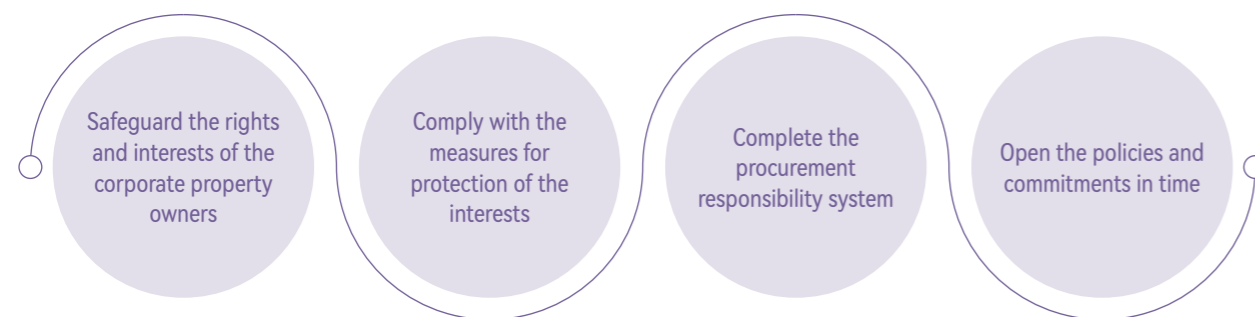 Safeguard the rights
and interests of the
corporate property
owners
Comply with the
measures for
protection of the
interests
Complete the
procurement
responsibility system
Open the policies and
commitments in time